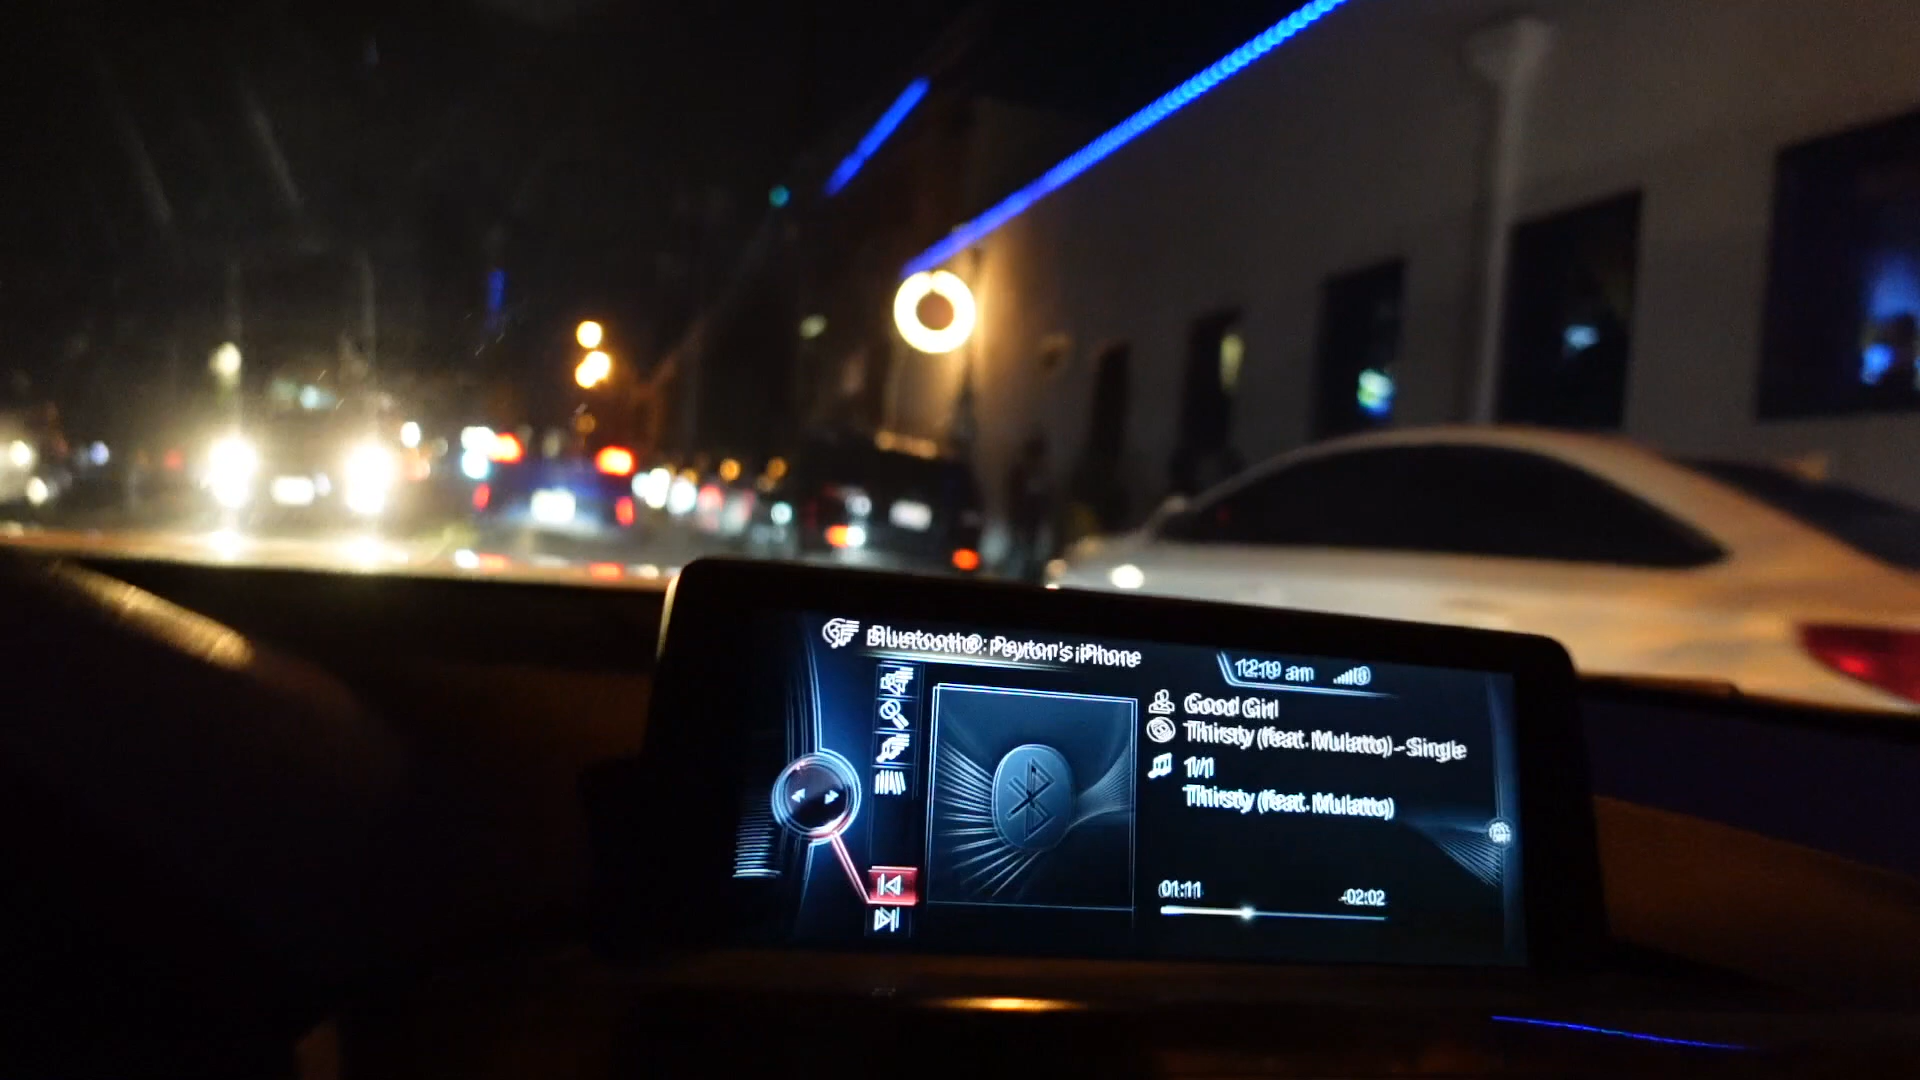 Bluetooth®: Peyton's iPhone
12:19 am
Good Girl
Thirsty (feat. Mulatto) - Single
1/1
Thirsty (feat. Mulatto)
01:11
-02:02